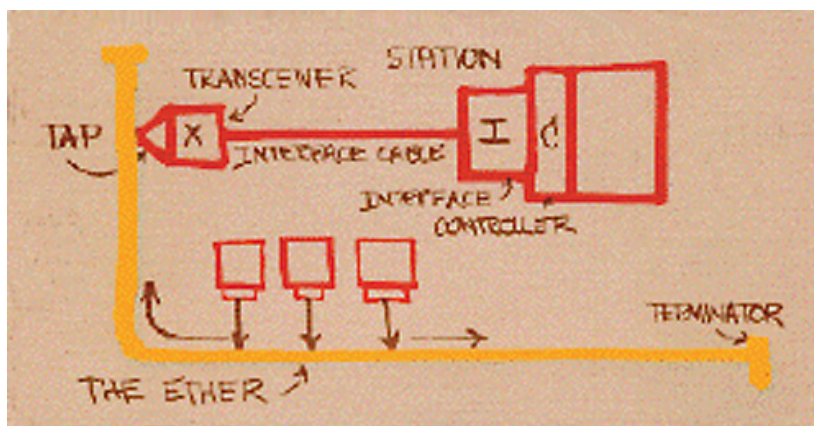 STATION
TRANSCEIVER
TAP
X
I
C
INTERFACE CABLE
INTERFACE
CONTROLLER
TERMINATOR
THE ETHER